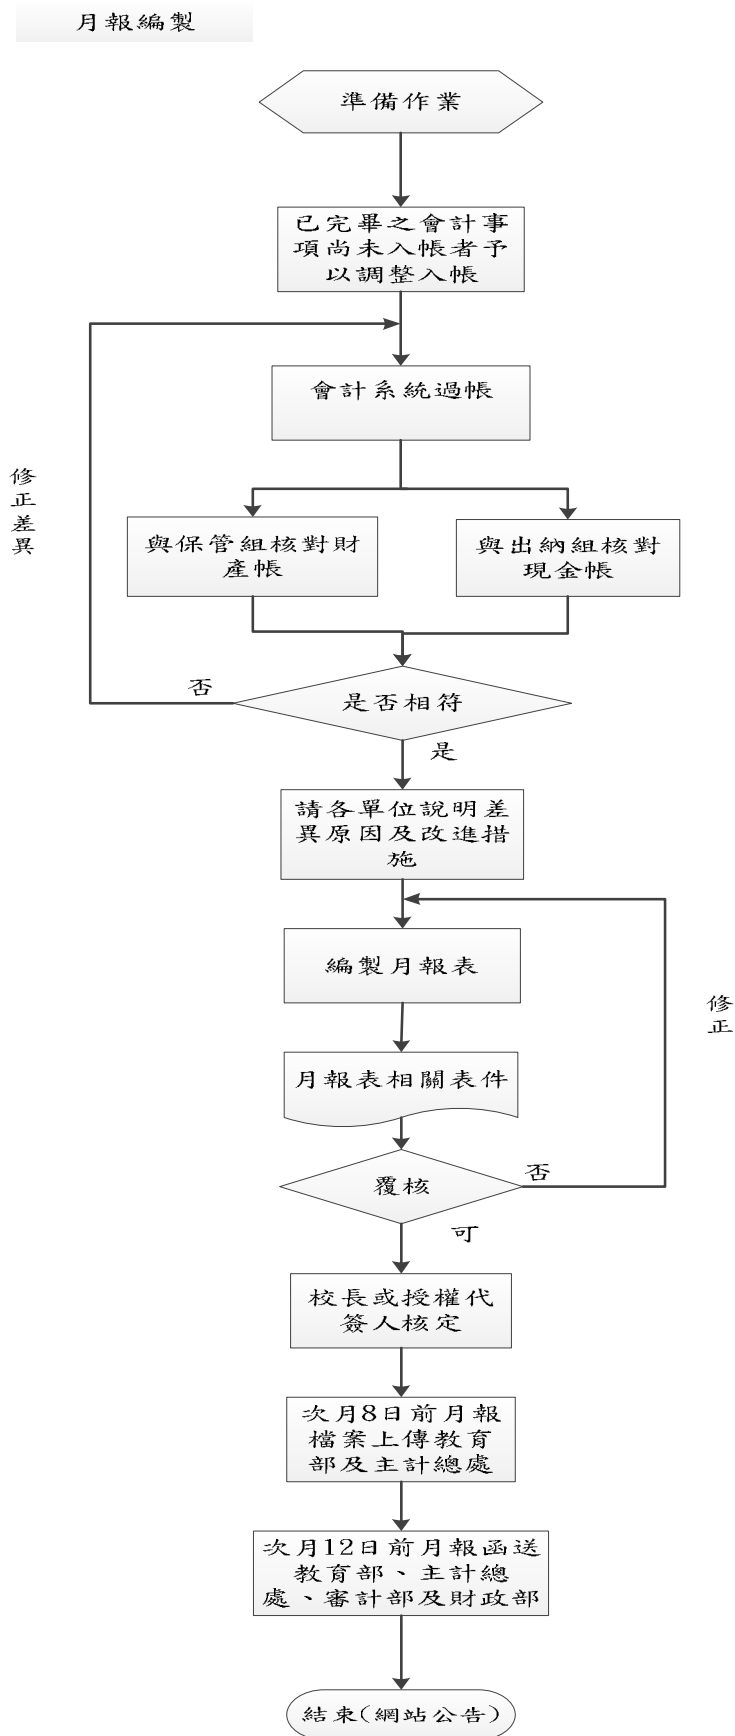 月報編製
準備作業
已完畢之會計事
項尚未入帳者予
以調整入帳
會計系統過帳
修
正
差
異
與保管組核對財
產帳
與出納組核對
現金帳
否
是否相符
是
請各單位說明差
異原因及改進措
施
編製月報表
修
正
月報表相關表件
覆核
否
可
校長或授權代
簽人核定
次月8日前月報
檔案上傳教育
部及主計總處
次月12日前月報函送
教育部、主計總
處、審計部及財政部
結束(網站公告)